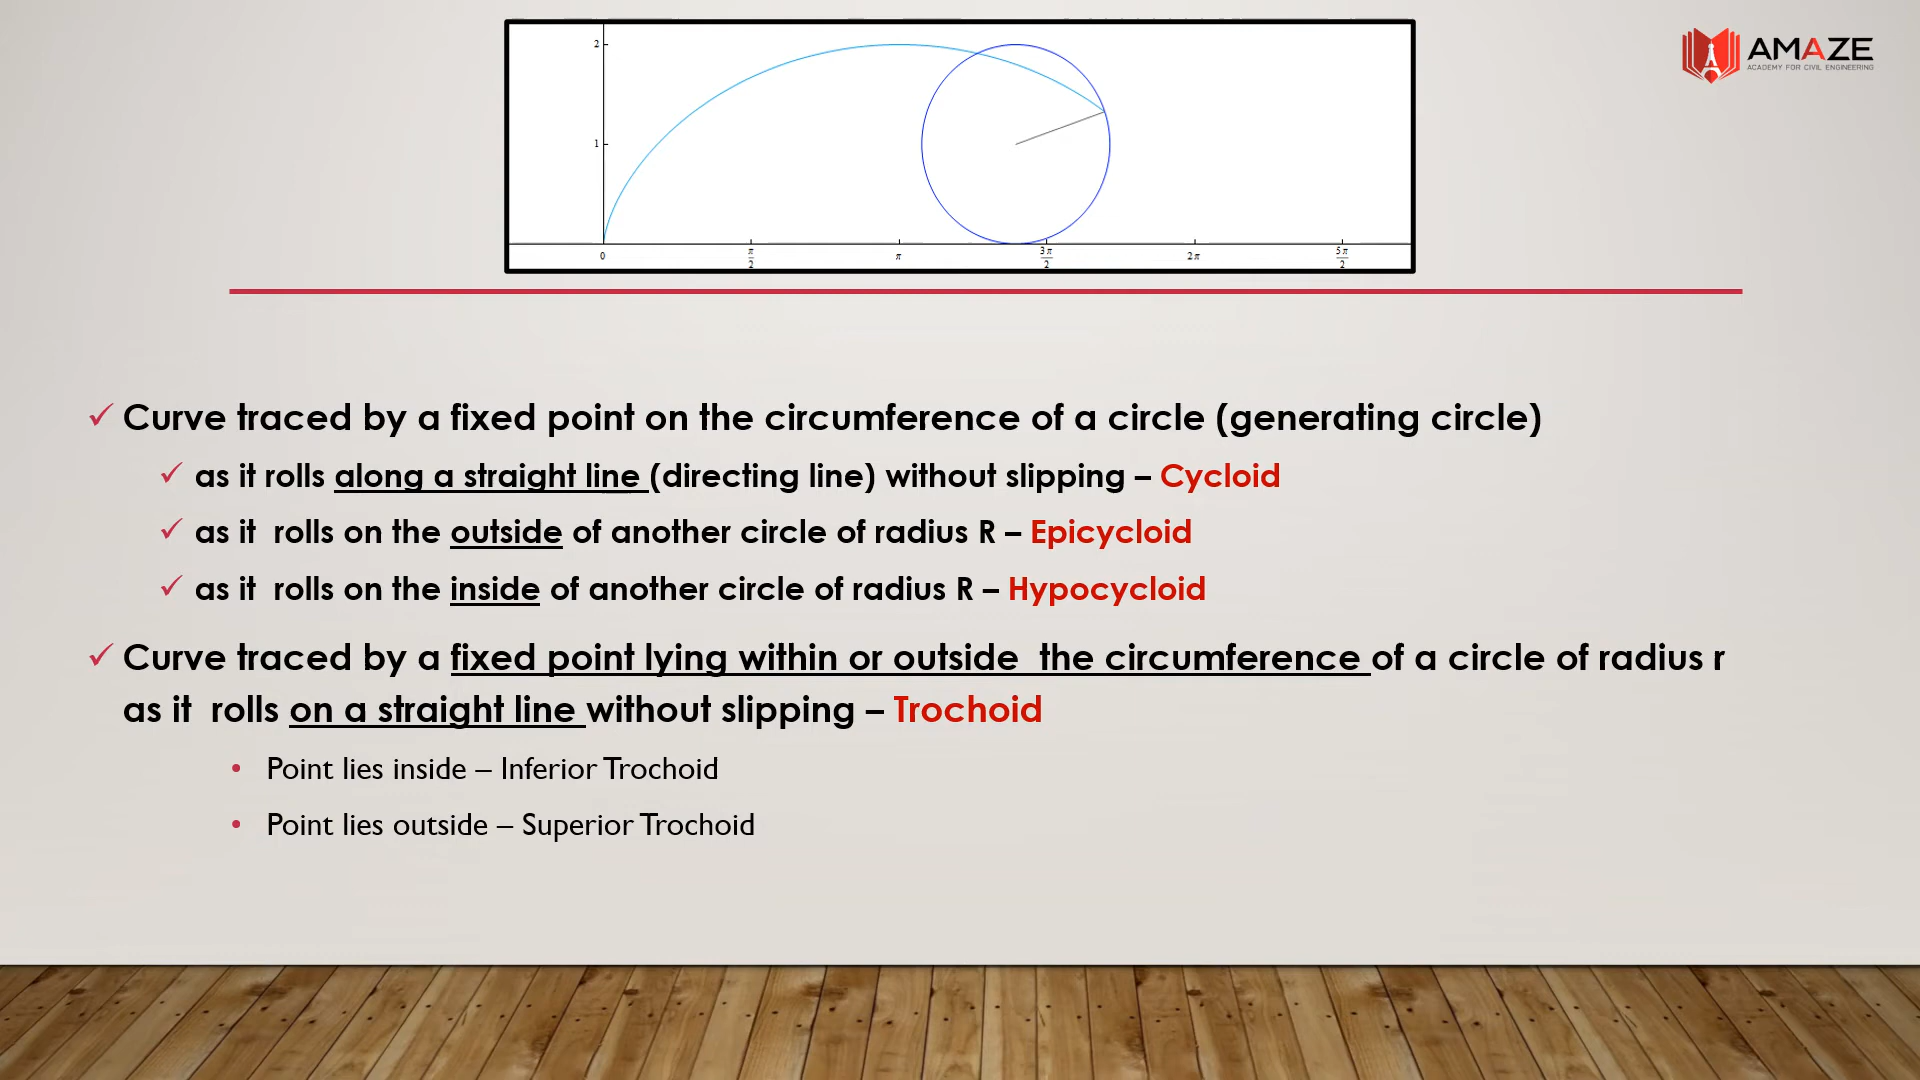 AMAZE
ACADEMY FOR CIVIL ENGINEERING
2
1
0
π/2
π
3π/2
2π
5π/2
Curve traced by a fixed point on the circumference of a circle (generating circle)
as it rolls along a straight line (directing line) without slipping – Cycloid
as it rolls on the outside of another circle of radius R – Epicycloid
as it rolls on the inside of another circle of radius R – Hypocycloid
Curve traced by a fixed point lying within or outside the circumference of a circle of radius r
as it rolls on a straight line without slipping – Trochoid
Point lies inside – Inferior Trochoid
Point lies outside – Superior Trochoid